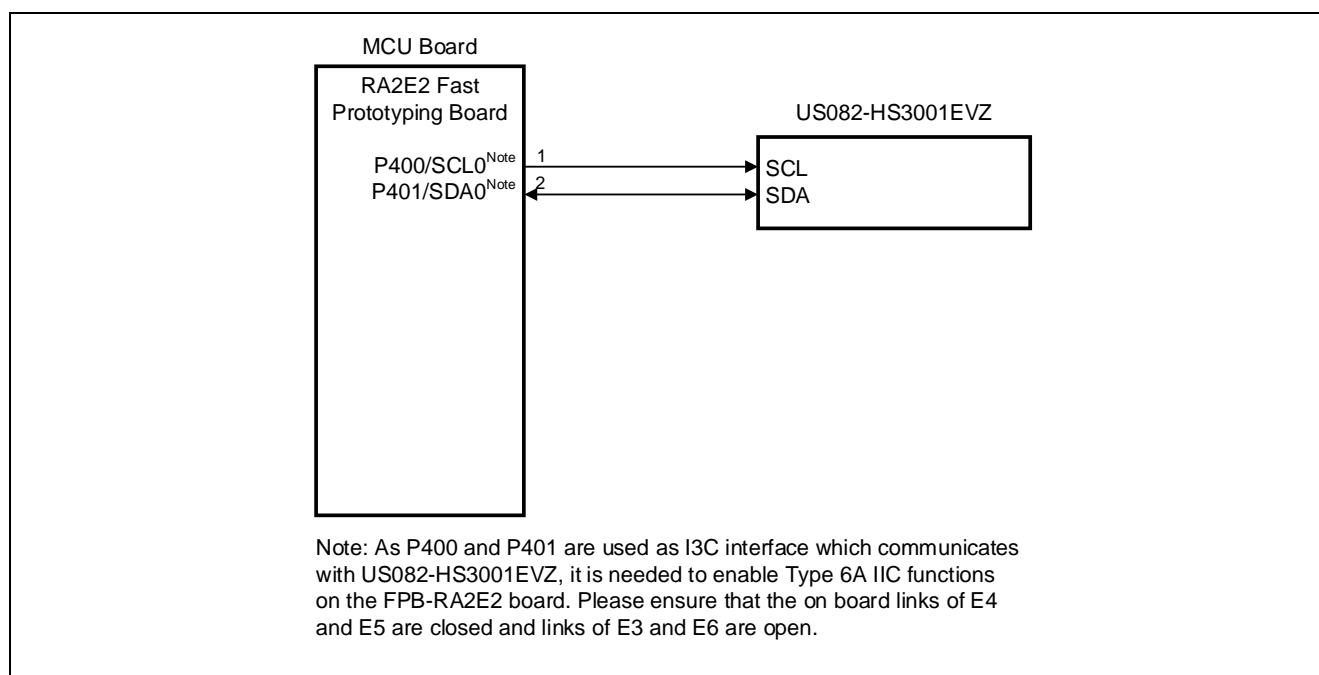 MCU Board
RA2E2 Fast
Prototyping Board
US082-HS3001EVZ
P400/SCL0Note 1 SCL
P401/SDA0Note 2 SDA
Note: As P400 and P401 are used as I3C interface which communicates
with US082-HS3001EVZ, it is needed to enable Type 6A IIC functions
on the FPB-RA2E2 board. Please ensure that the on board links of E4
and E5 are closed and links of E3 and E6 are open.